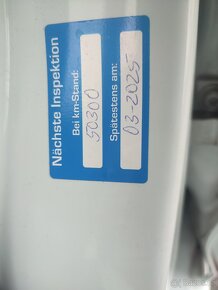 Nächste Inspektion
Bei km-Stand:
50300
Spätestens am:
03-2025